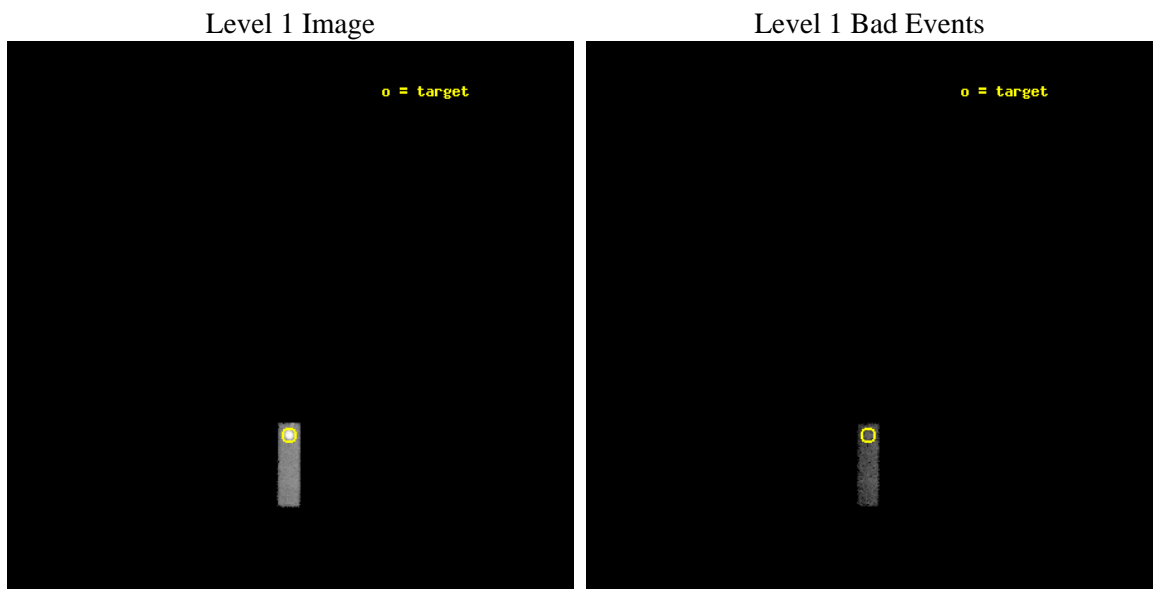 Level 1 Image
Level 1 Bad Events
o = target
o = target